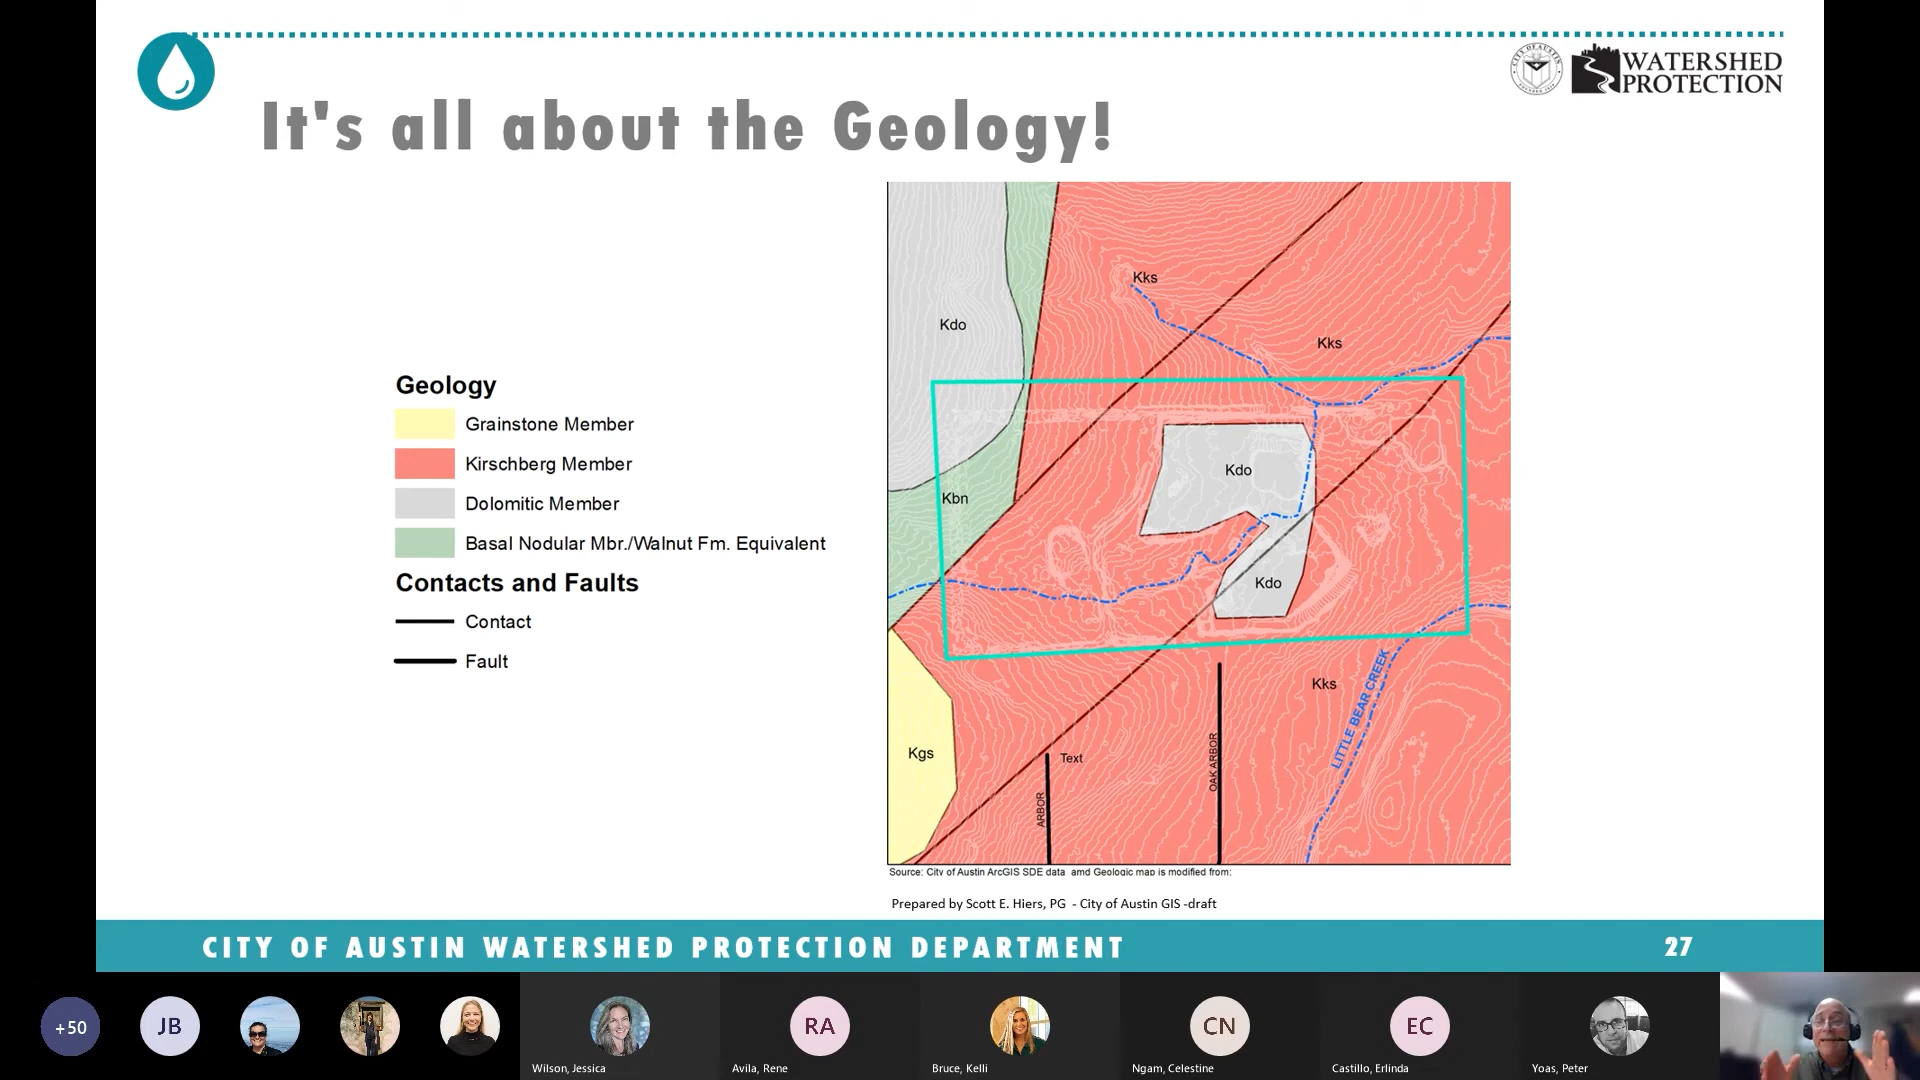 WATERSHED
PROTECTION
It's all about the Geology!
Geology
Grainstone Member
Kirschberg Member
Dolomitic Member
Basal Nodular Mbr./Walnut Fm. Equivalent
Contacts and Faults
Contact
Fault
Kks
Kdo
Kks
Kdo
Kbn
Kdo
Kks
LITTLE BEAR CREEK
Kgs
Text
OAK ARBOR
ARBOR
Source: City of Austin ArcGIS SDE data and Geologic map is modified from:
Prepared by Scott E. Hiers, PG - City of Austin GIS -draft
CITY OF AUSTIN WATERSHED PROTECTION DEPARTMENT
27
+50
JB
RA
CN
EC
Wilson, Jessica
Avila, Rene
Bruce, Kelli
Ngam, Celestine
Castillo, Erlinda
Yoas, Peter